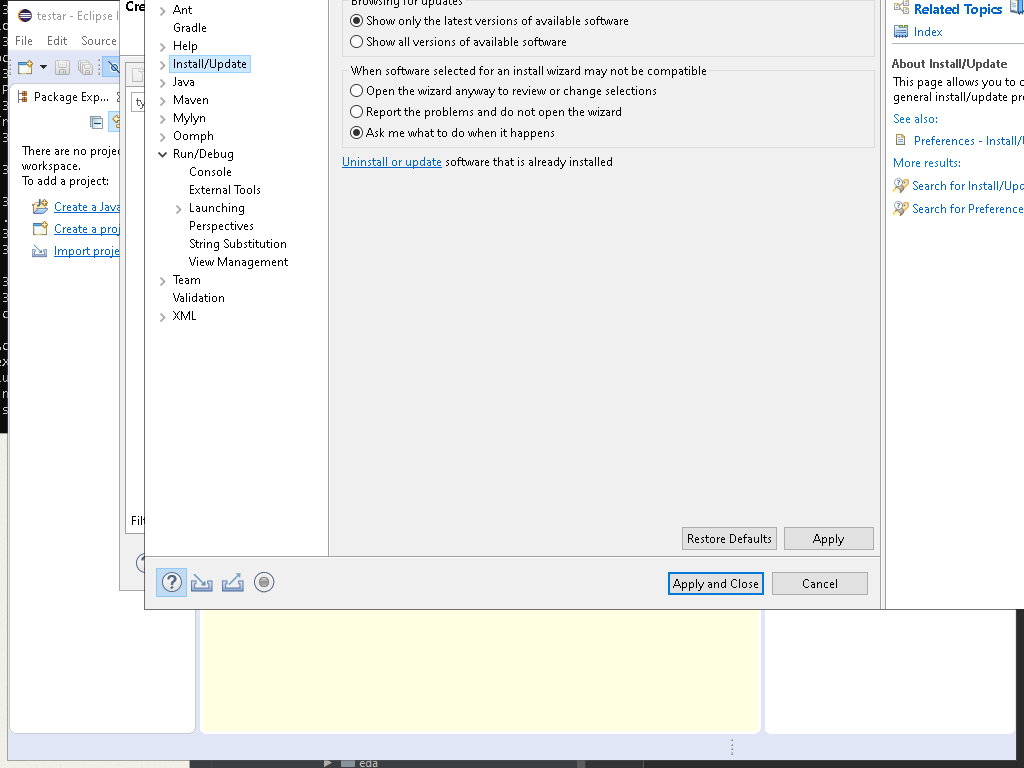 testar - Eclipse I
File
Edit
Source
Package Exp...
There are no proje
workspace.
To add a project:
Create a Java
Create a proj
Import proje
Cre
ty
Filt
Ant
Gradle
Help
Install/Update
Java
Maven
Mylyn
Oomph
Run/Debug
Console
External Tools
Launching
Perspectives
String Substitution
View Management
Team
Validation
XML
Browsing for updates
Show only the latest versions of available software
Show all versions of available software
When software selected for an install wizard may not be compatible
Open the wizard anyway to review or change selections
Report the problems and do not open the wizard
Ask me what to do when it happens
Uninstall or update software that is already installed
Restore Defaults
Apply
Apply and Close
Cancel
Related Topics
Index
About Install/Update
This page allows you to c
general install/update pr
See also:
Preferences - Install/U
More results:
Search for Install/Upd
Search for Preference
eda